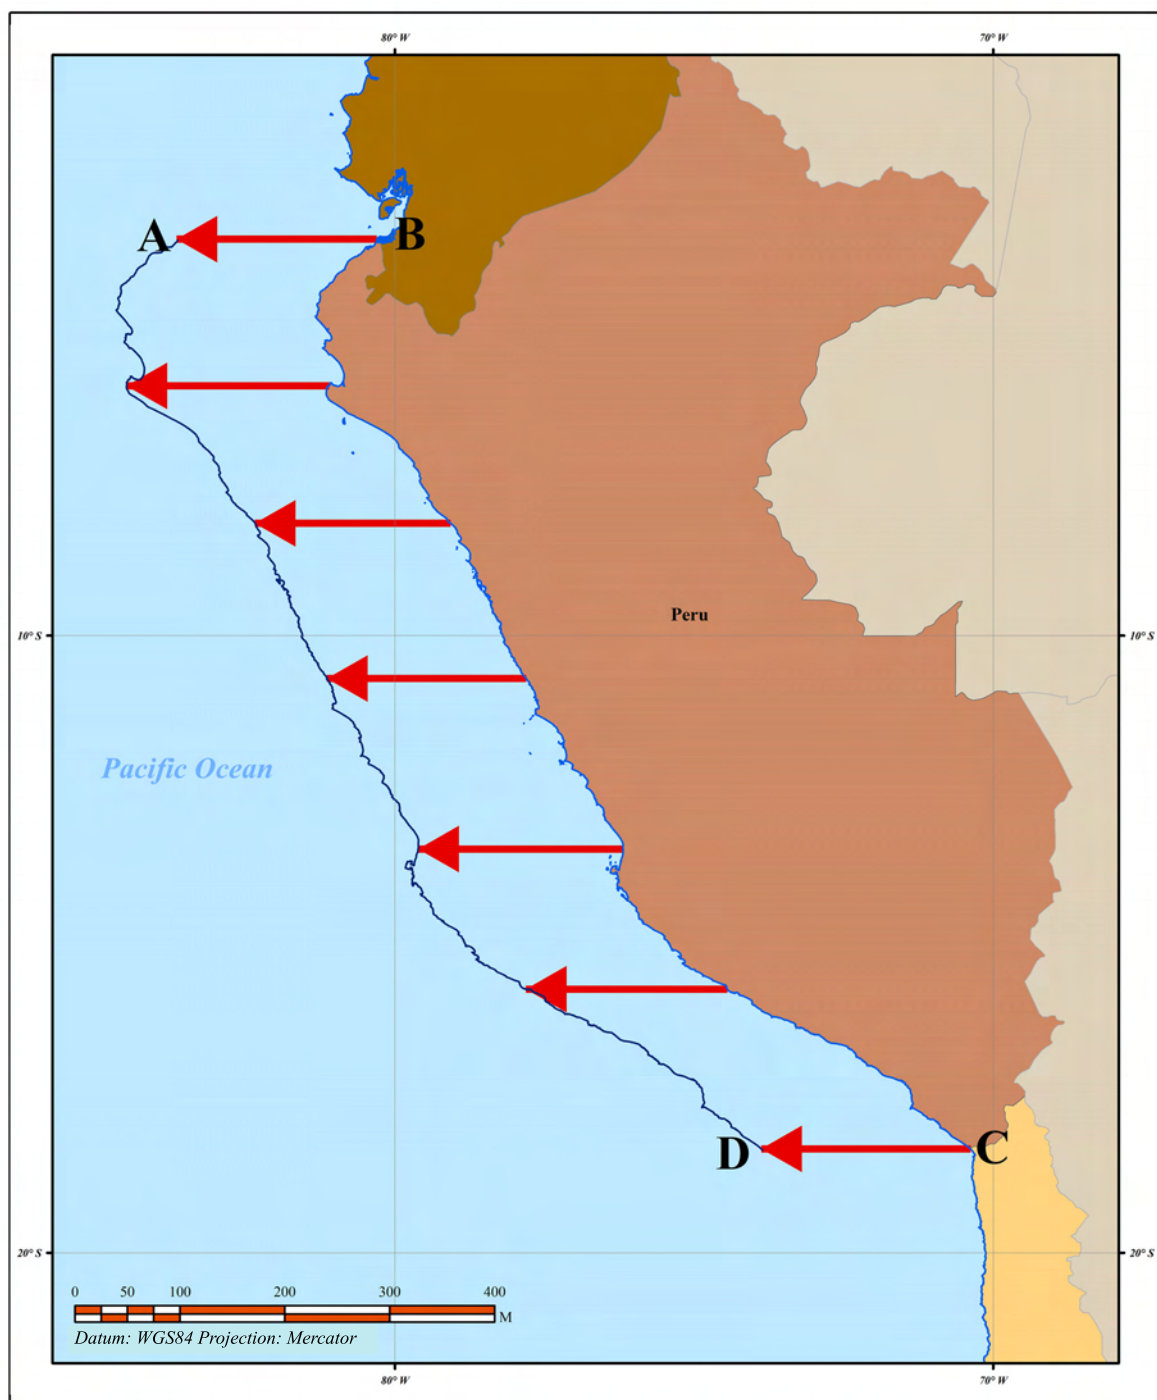 80° W 70° W
A B
Peru
10° S 10° S
Pacific Ocean
D C
20° S 20° S
0 50 100 200 300 400
M
Datum: WGS84 Projection: Mercator
80° W 70° W